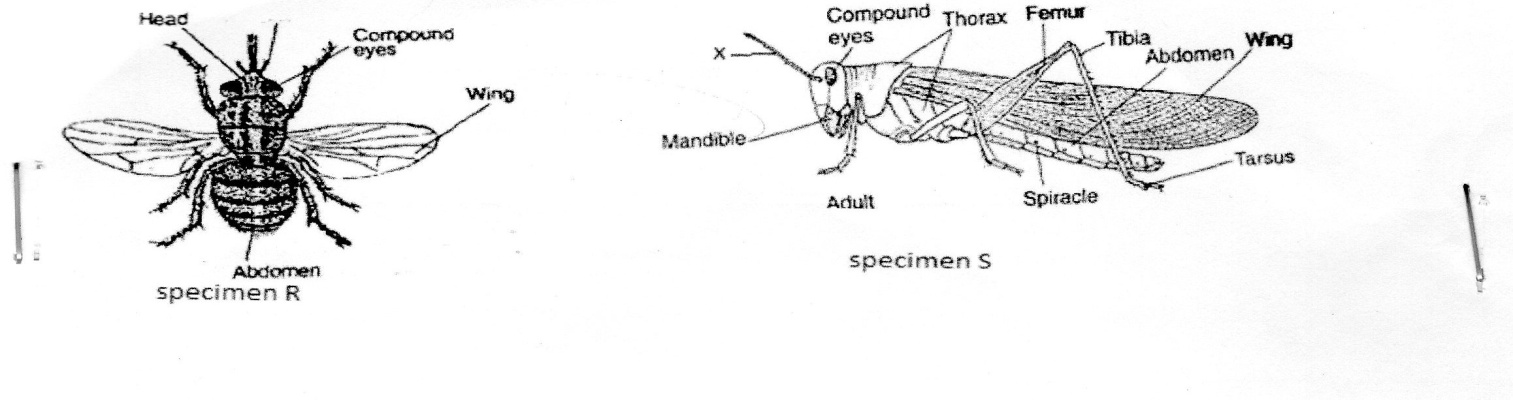 Head
Compound
eyes
Wing
Abdomen
specimen R
Compound
eyes
Thorax
Femur
X
Tibia
Abdomen
Wing
Mandible
Tarsus
Adult
Spiracle
specimen S